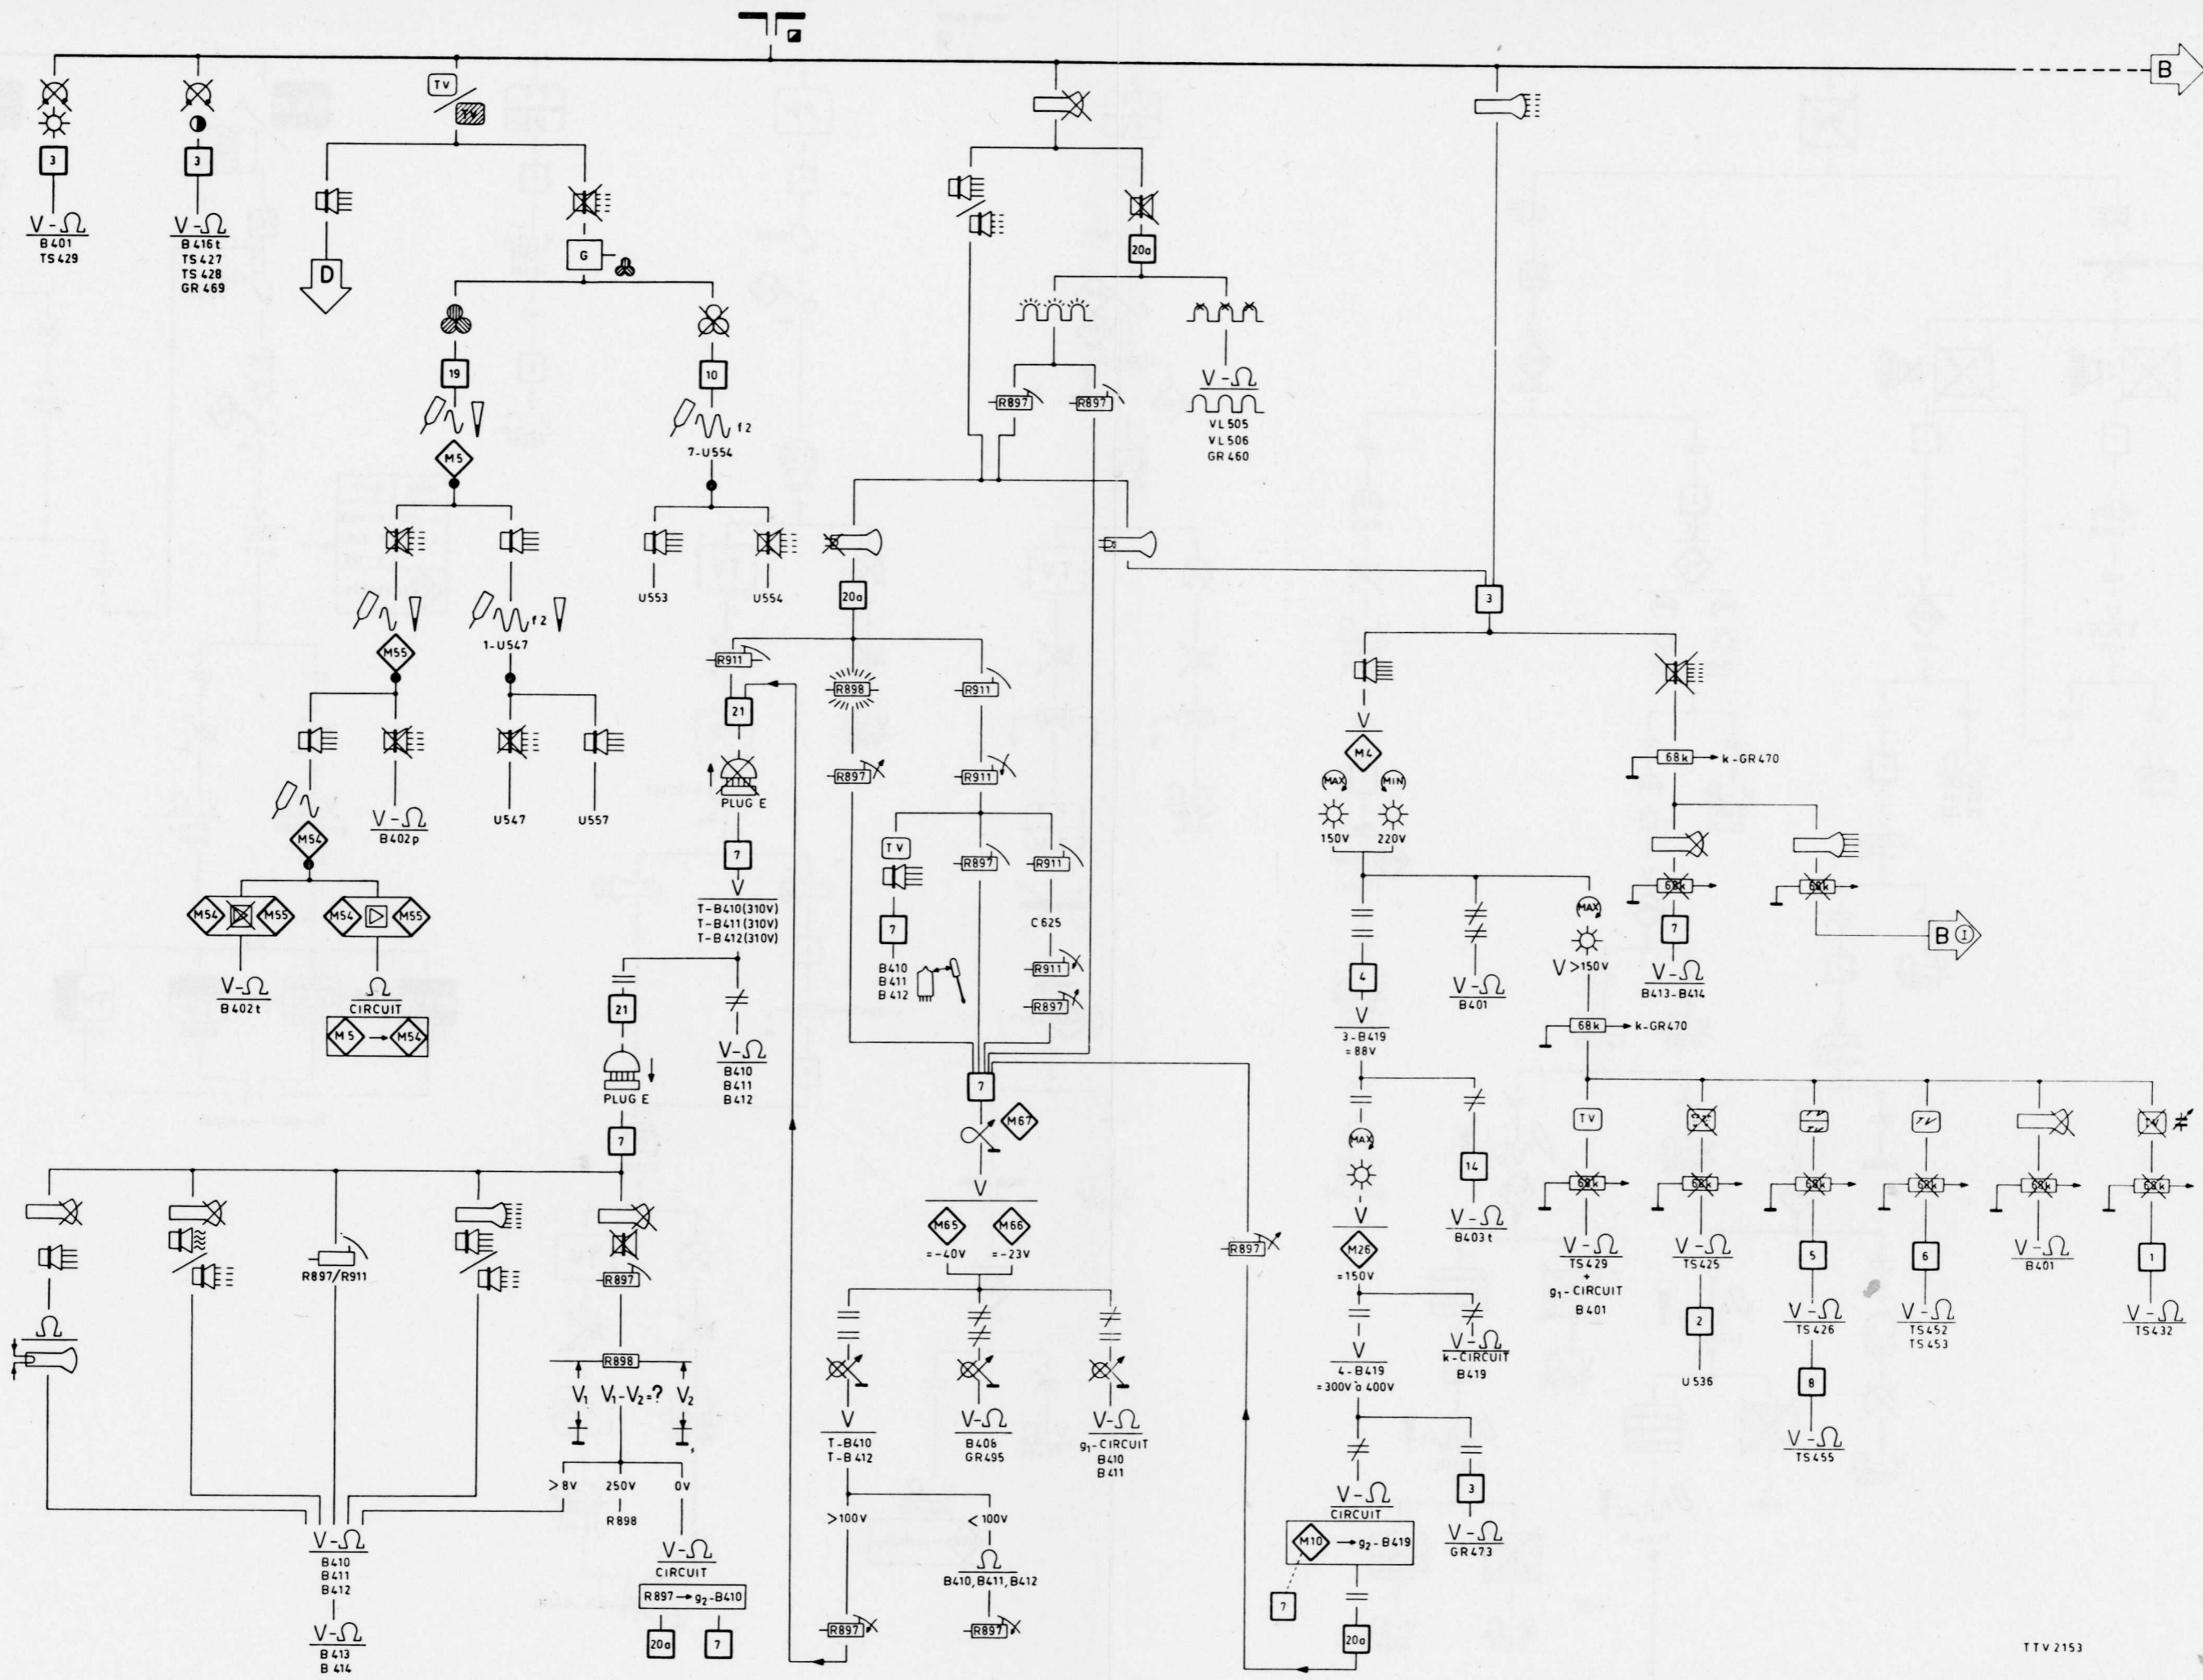 B
TV
TV
3
V-Ω
B401
TS429
3
V-Ω
B416t
TS427
TS428
GR469
D
G
20a
19
10
M5
f2
7-U554
R897
R897
V-Ω
VL505
VL506
GR460
U553
U554
20a
3
M55
f2
1-U547
R911
R898
R911
21
M4
68k
k-GR470
R897
R911
PLUG E
MAX
MIN
150V
220V
V-Ω
B402p
U547
U557
M54
7
V
T-B410(310V)
T-B411(310V)
T-B412(310V)
TV
R897
R911
7
B410
B411
B412
C625
R911
R897
68k
68k
M54
M55
M54
M55
V-Ω
B402t
Ω
CIRCUIT
M5 → M54
4
V-Ω
B401
MAX
V>150V
7
V-Ω
B413-B414
B I
21
PLUG E
V-Ω
B410
B411
B412
V
3-B419
=88V
68k
k-GR470
7
7
M67
MAX
14
V-Ω
B403t
TV
TV
TV
TV
68k
68k
68k
68k
68k
68k
R897/R911
R897
V
M65
M66
=-40V
=-23V
R897
V
M26
=150V
V-Ω
TS429
+
g1-CIRCUIT
B401
V-Ω
TS425
2
U536
5
V-Ω
TS426
8
V-Ω
TS455
6
V-Ω
TS452
TS453
V-Ω
B401
1
V-Ω
TS432
Ω
R898
V1
V1-V2=?
V2
>8V
250V
0V
R898
V-Ω
CIRCUIT
R897 → g2-B410
20a
7
V-Ω
B410
B411
B412
V-Ω
B413
B414
V
T-B410
T-B412
V-Ω
B408
GR495
V-Ω
g1-CIRCUIT
B410
B411
>100V
<100V
Ω
B410, B411, B412
R897
R897
V
4-B419
=300V à 400V
V-Ω
k-CIRCUIT
B419
V-Ω
CIRCUIT
M10 → g2-B419
7
20a
3
V-Ω
GR473
TTV2153